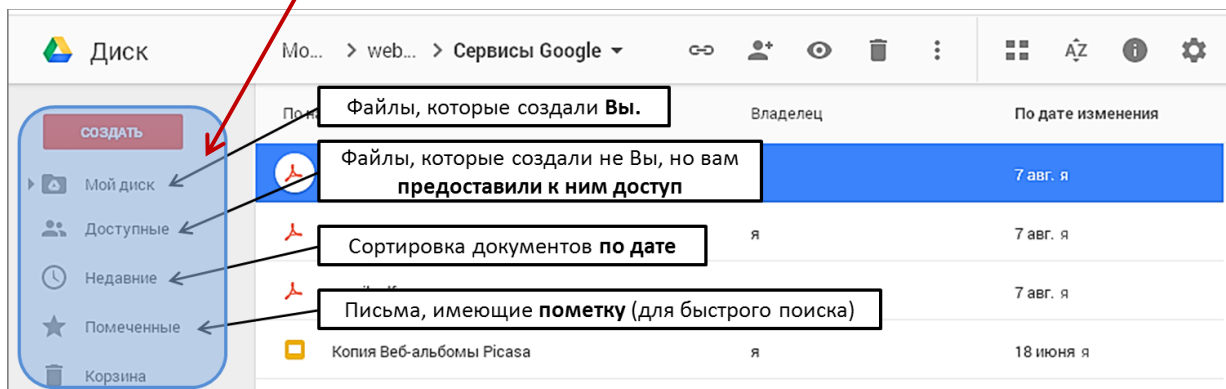 Диск
Мо... > web... > Сервисы Google
AZ
По на
Владелец
По дате изменения
СОЗДАТЬ
Файлы, которые создали Вы.
Мой диск
Файлы, которые создали не Вы, но вам
предоставили к ним доступ
7 авг. я
Доступные
я
7 авг. я
Сортировка документов по дате
Недавние
7 авг. я
Письма, имеющие пометку (для быстрого поиска)
Помеченные
Копия Веб-альбомы Picasa
я
18 июня я
Корзина